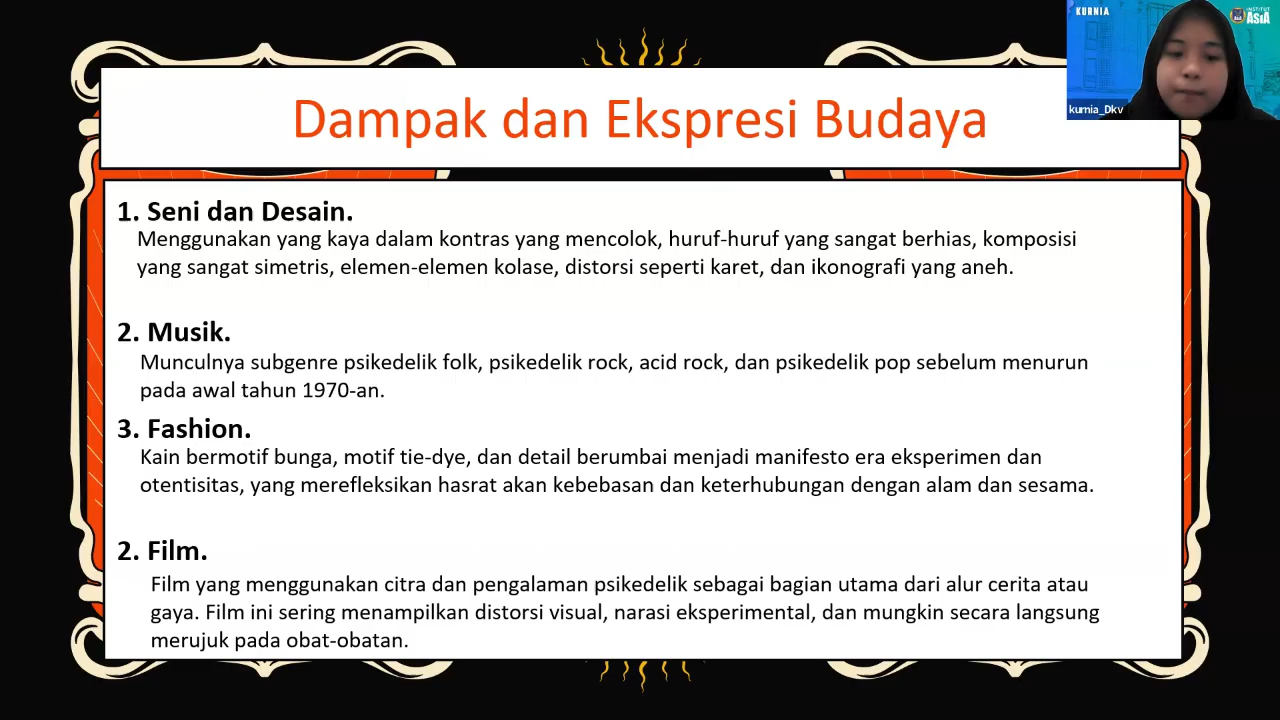 KURNIA
INSTITUT
ASIA
kurnia_Dkv
Dampak dan Ekspresi Budaya
1. Seni dan Desain.
Menggunakan yang kaya dalam kontras yang mencolok, huruf-huruf yang sangat berhias, komposisi
yang sangat simetris, elemen-elemen kolase, distorsi seperti karet, dan ikonografi yang aneh.
2. Musik.
Munculnya subgenre psikedelik folk, psikedelik rock, acid rock, dan psikedelik pop sebelum menurun
pada awal tahun 1970-an.
3. Fashion.
Kain bermotif bunga, motif tie-dye, dan detail berumbai menjadi manifesto era eksperimen dan
otentisitas, yang merefleksikan hasrat akan kebebasan dan keterhubungan dengan alam dan sesama.
2. Film.
Film yang menggunakan citra dan pengalaman psikedelik sebagai bagian utama dari alur cerita atau
gaya. Film ini sering menampilkan distorsi visual, narasi eksperimental, dan mungkin secara langsung
merujuk pada obat-obatan.